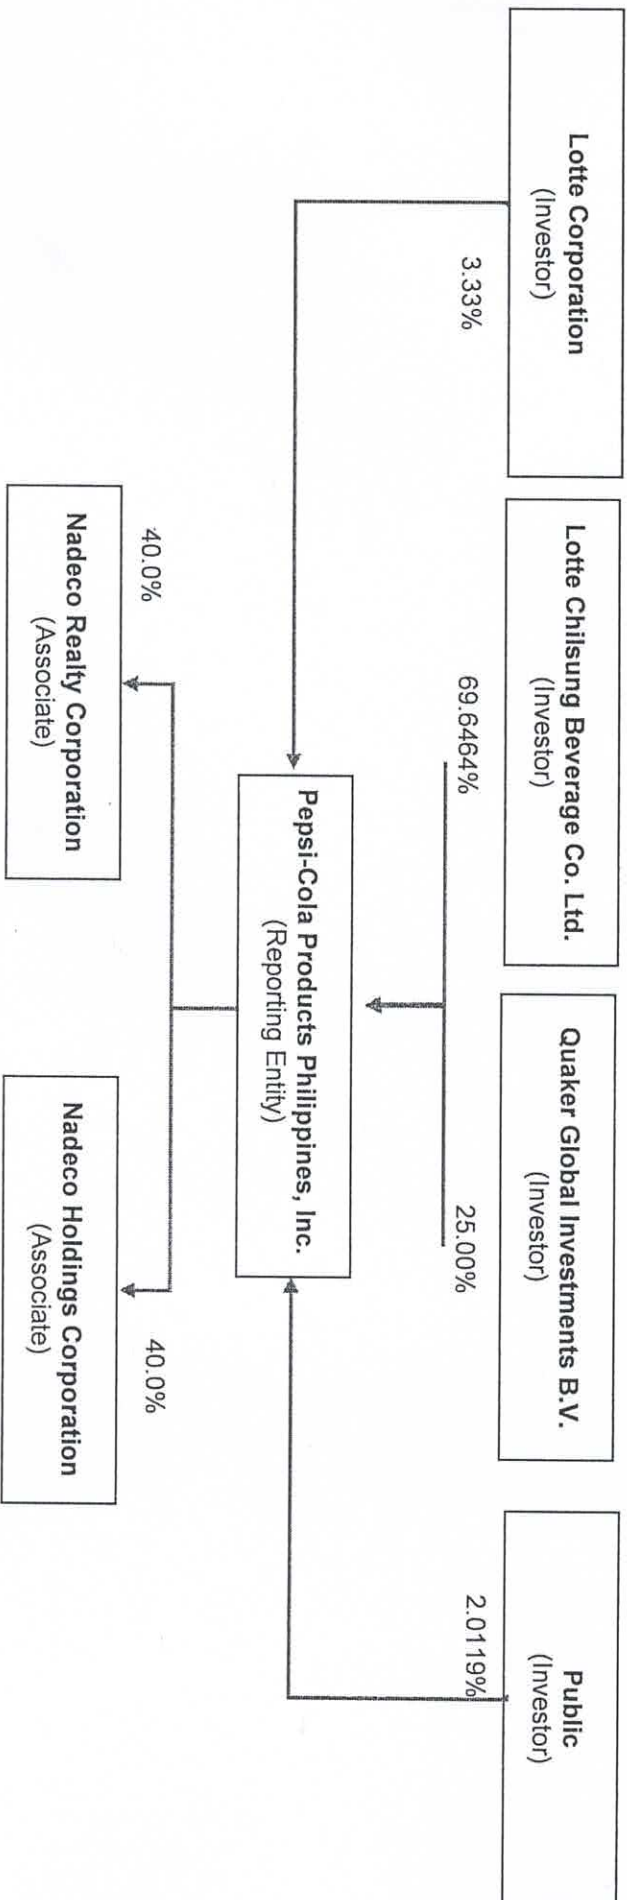 Lotte Corporation
(Investor)
Lotte Chilsung Beverage Co. Ltd.
(Investor)
Quaker Global Investments B.V.
(Investor)
Public
(Investor)
3.33%
69.6464%
25.00%
2.0119%
Pepsi-Cola Products Philippines, Inc.
(Reporting Entity)
40.0%
40.0%
Nadeco Realty Corporation
(Associate)
Nadeco Holdings Corporation
(Associate)